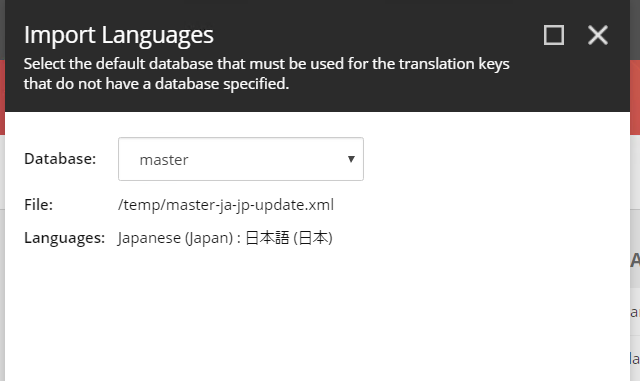 Import Languages
Select the default database that must be used for the translation keys
that do not have a database specified.
Database: master
File: /temp/master-ja-jp-update.xml
Languages: Japanese (Japan) : 日本語 (日本)